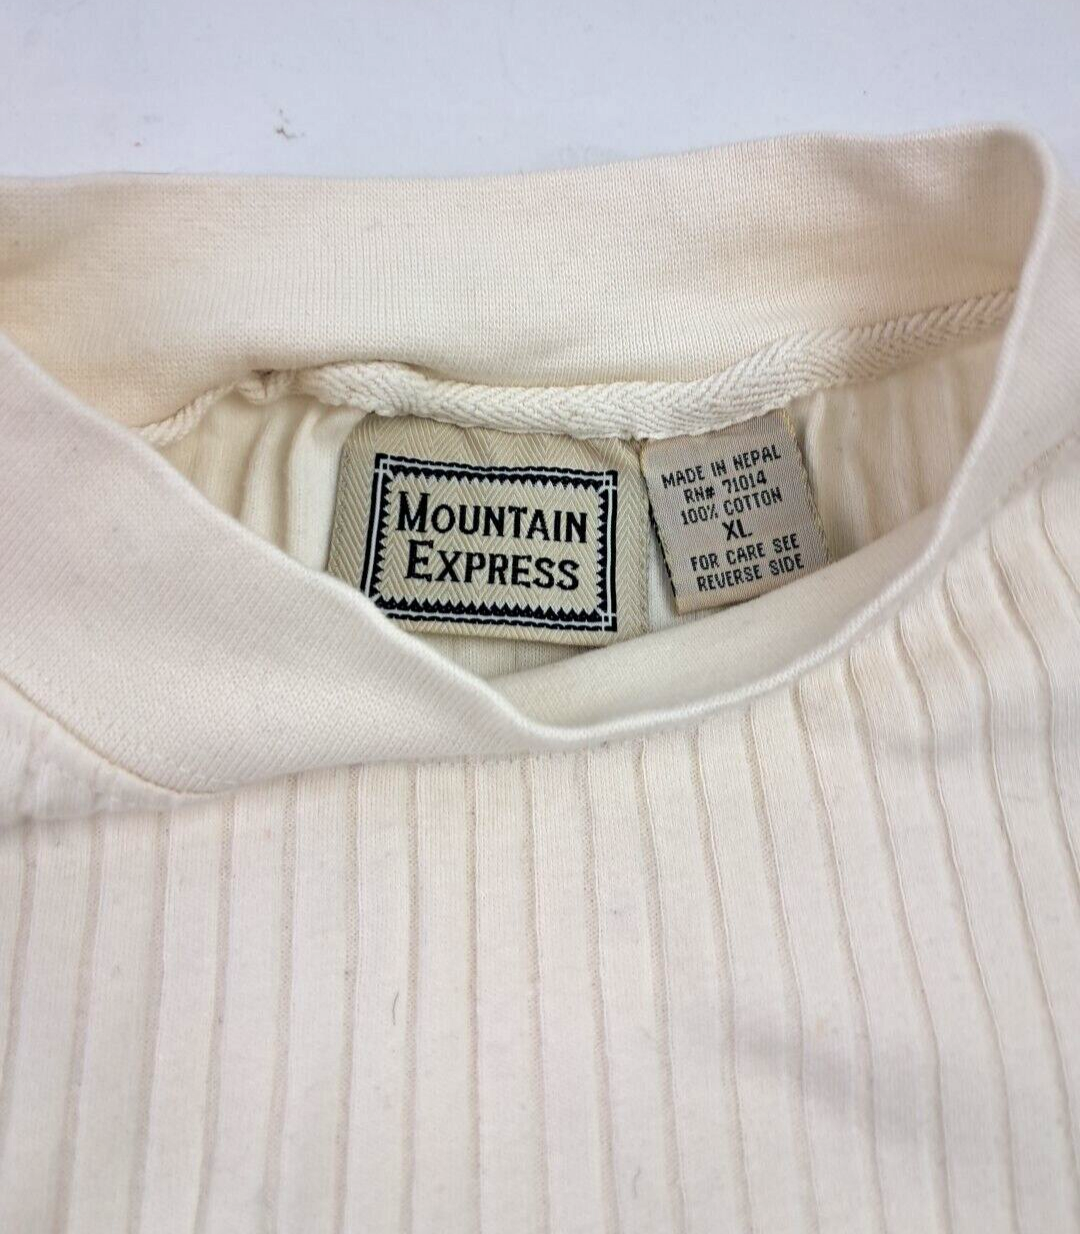 MOUNTAIN
EXPRESS
MADE IN NEPAL
RN# 71014
100% COTTON
XL
FOR CARE SEE
REVERSE SIDE